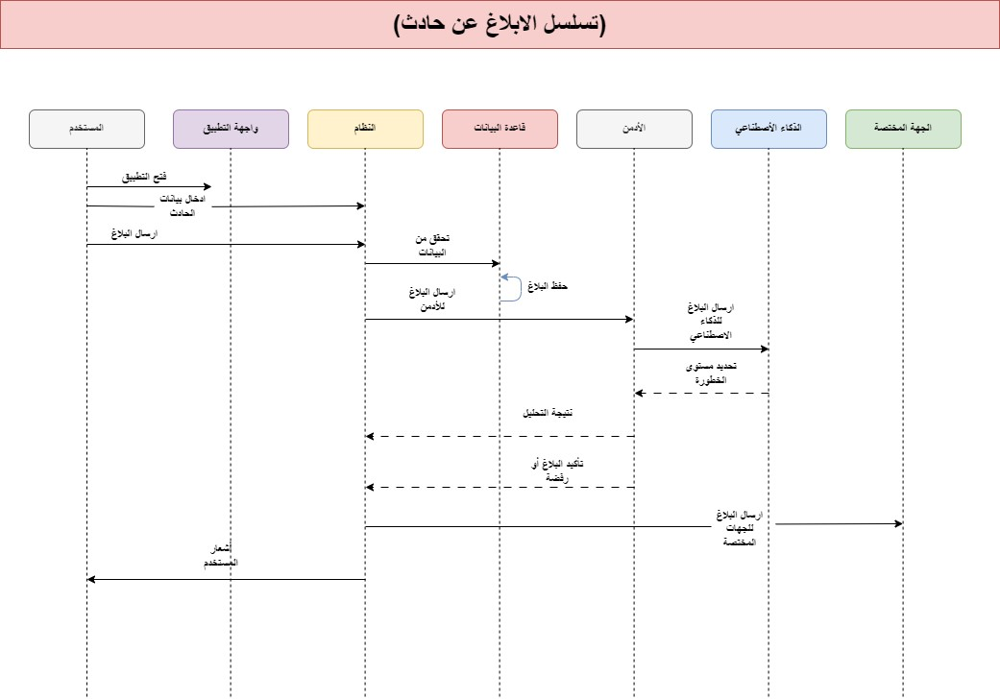 (تسلسل الابلاغ عن حادث)
المستخدم
واجهة التطبيق
النظام
قاعدة البيانات
الأدمن
الذكاء الأصطناعي
الجهة المختصة
فتح التطبيق
ادخال بيانات
الحادث
ارسال البلاغ
تحقق من
البيانات
حفظ البلاغ
ارسال البلاغ
للأدمن
ارسال البلاغ
للذكاء
الاصطناعي
تحديد مستوى
الخطورة
نتيجة التحليل
تأكيد البلاغ أو
رفضة
ارسال البلاغ
للجهات
المختصة
أشعار
المستخدم